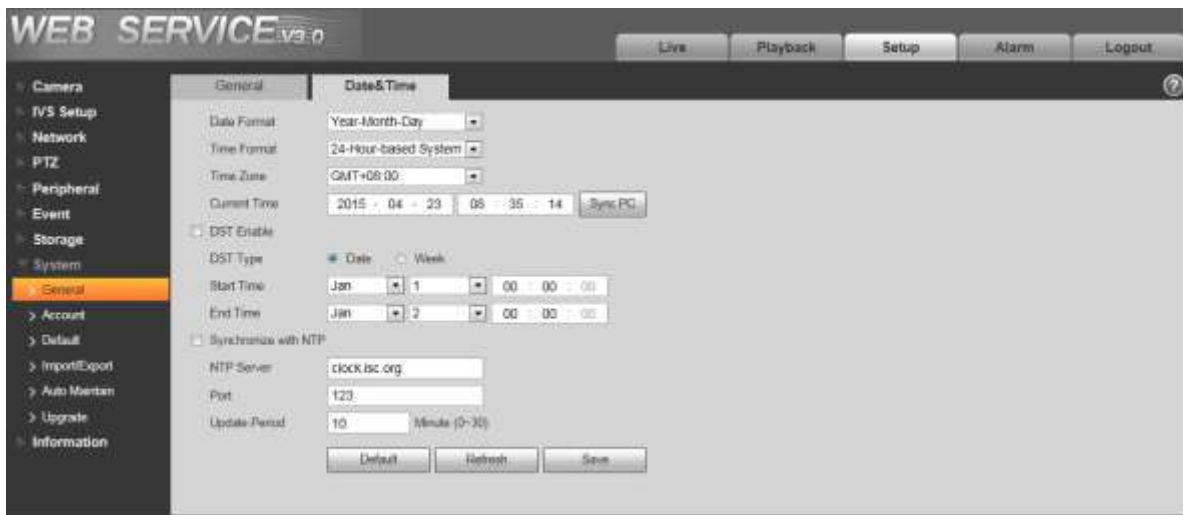 WEB SERVICE V3.0
Live Playback Setup Alarm Logout
Camera
IVS Setup
Network
PTZ
Peripheral
Event
Storage
System
General
Account
Default
Import/Export
Auto Maintain
Upgrade
Information
General Date&Time
Date Format Year-Month-Day
Time Format 24-Hour-based System
Time Zone GMT+08:00
Current Time 2015 - 04 - 23 08 : 35 : 14 Sync PC
DST Enable
DST Type Date Week
Start Time Jan 1 00 : 00 : 00
End Time Jan 2 00 : 00 : 00
Synchronize with NTP
NTP Server clock.isc.org
Port 123
Update Period 10 Minute (0~30)
Default Refresh Save